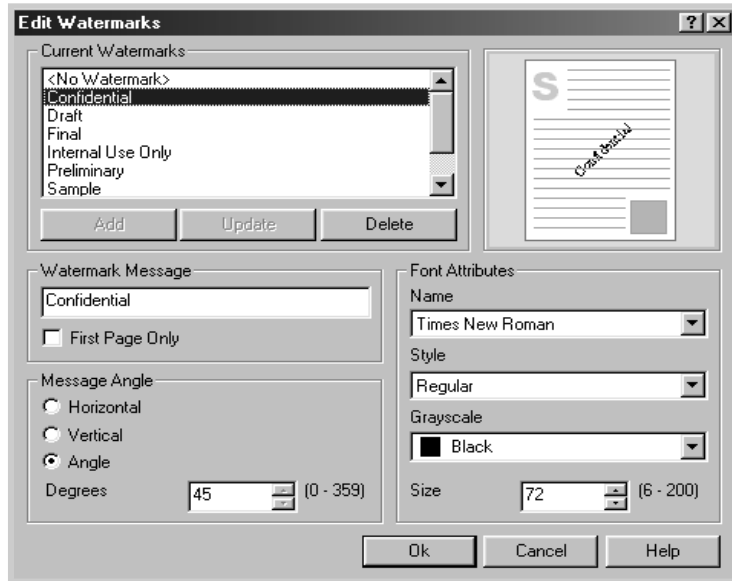 Edit Watermarks
Current Watermarks
<No Watermark>
Confidential
Draft
Final
Internal Use Only
Preliminary
Sample
Add Update Delete
S
Confidential
Watermark Message
Confidential
First Page Only
Message Angle
Horizontal
Vertical
Angle
Degrees 45 (0 - 359)
Font Attributes
Name
Times New Roman
Style
Regular
Grayscale
Black
Size 72 (6 - 200)
Ok Cancel Help